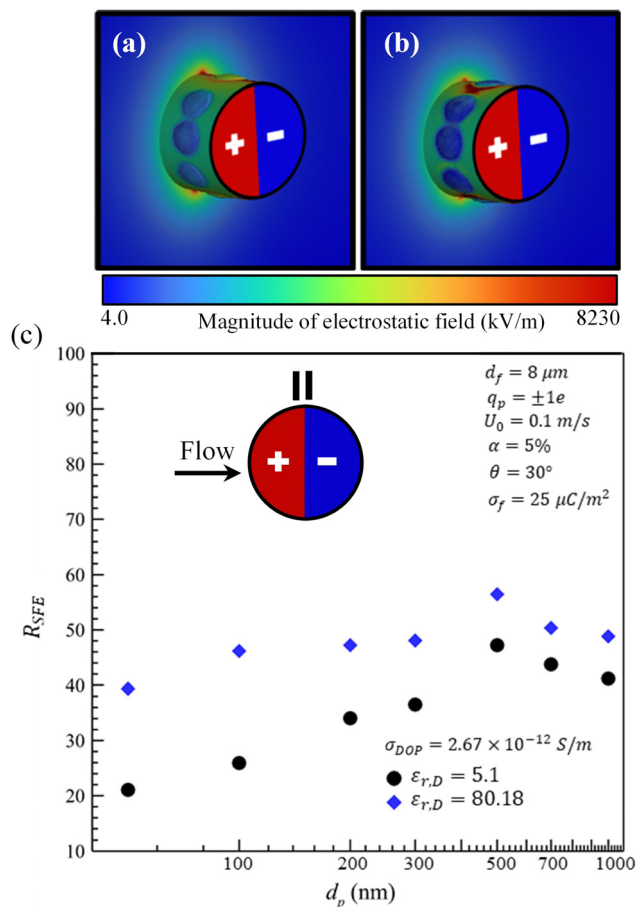 (a)
(b)
+ -
+ -
4.0 Magnitude of electrostatic field (kV/m) 8230
(c)
100
90
80
70
60
50
40
30
20
10
R_SFE
Flow
+ -
d_f = 8 μm
q_p = ±1e
U_0 = 0.1 m/s
α = 5%
θ = 30°
σ_f = 25 μC/m²
σ_DOP = 2.67 × 10⁻¹² S/m
ε_r,D = 5.1
ε_r,D = 80.18
100 200 300 500 700 1000
d_p (nm)